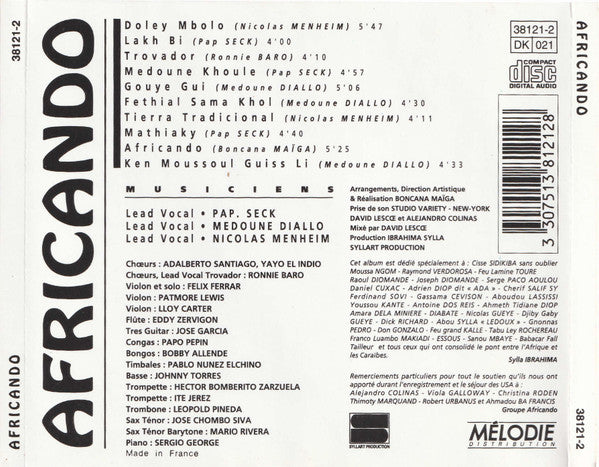 38121-2
AFRICANDO
AFRICANDO
Doley Mbolo (Nicolas MENHEIM) 5'47
Lakh Bi (Pap SECK) 4'00
Trovador (Ronnie BARO) 4'10
Medoune Khoule (Pap SECK) 4'57
Gouye Gui (Medoune DIALLO) 5'06
Fethial Sama Khol (Medoune DIALLO) 4'30
Tierra Tradicional (Nicolas MENHEIM) 4'11
Mathiaky (Pap SECK) 4'40
Africando (Boncana MAÏGA) 5'25
Ken Moussoul Guiss Li (Medoune DIALLO) 4'33
38121-2
DK 021
COMPACT
disc
DIGITAL AUDIO
3 307513 812128
MUSICIENS
Lead Vocal • PAP. SECK
Lead Vocal • MEDOUNE DIALLO
Lead Vocal • NICOLAS MENHEIM
Chœurs : ADALBERTO SANTIAGO, YAYO EL INDIO
Chœurs, Lead Vocal Trovador : RONNIE BARO
Violon et solo : FELIX FERRAR
Violon : PATMORE LEWIS
Violon : LLOY CARTER
Flûte : EDDY ZERVIGON
Tres Guitar : JOSE GARCIA
Congas : PAPO PEPIN
Bongos : BOBBY ALLENDE
Timbales : PABLO NUNEZ ELCHINO
Basse : JOHNNY TORRES
Trompette : HECTOR BOMBERITO ZARZUELA
Trompette : ITE JEREZ
Trombone : LEOPOLD PINEDA
Sax Ténor : JOSE CHOMBO SIVA
Sax Ténor Barytone : MARIO RIVERA
Piano : SERGIO GEORGE
Made in France
Arrangements, Direction Artistique
& Réalisation BONCANA MAÏGA
Prise de son STUDIO VARIETY - NEW-YORK
DAVID LESCŒ et ALEJANDRO COLINAS
Mixé par DAVID LESCŒ
Production IBRAHIMA SYLLA
SYLLART PRODUCTION
Cet album est dédié spécialement à : Cisse SIDIKIBA sans oublier
Moussa NGOM - Raymond VERDOROSA - Feu Lamine TOURE
Raoul DIOMANDE - Joseph DIOMANDE - Serge PACO AOULOU
Daniel CUXAC - Adrien DIOP dit « ADA » - Cherif SALIF SY
Ferdinand SOVI - Gassama CEVISON - Aboudou LASSISSI
Youssou KANTE - Antoine DOS REIS - Ahmeth Tidiane DIOP
Amara DELA MINIERE - DIABATE - Nicolas GUEYE - Djiby Gaby
GUEYE - Dick RICHARD - Abou SYLLA « LEDOUX » - Gnonnas
PEDRO - Don GONZALO - Feu grand KALLE - Tabu Ley ROCHEREAU
Franco Luambo MAKIADI - ESSOUS - Sanou MBAYE - Babacar Fall
Tailleur et tous ceux qui ont consolidé le pont entre l'Afrique et
les Caraibes.
Sylla IBRAHIMA
Remerciements particuliers pour tout le soutien qu'ils nous ont
apporté durant l'enregistrement et le séjour des USA à :
Alejandro COLINAS - Viola GALLOWAY - Christina RODEN
Thimoty MARQUAND - Robert URBANUS et Ahmadou BA FRANCIS
Groupe Africando
SYLLART PRODUCTION
MÉLODIE
DISTRIBUTION
AFRICANDO
38121-2